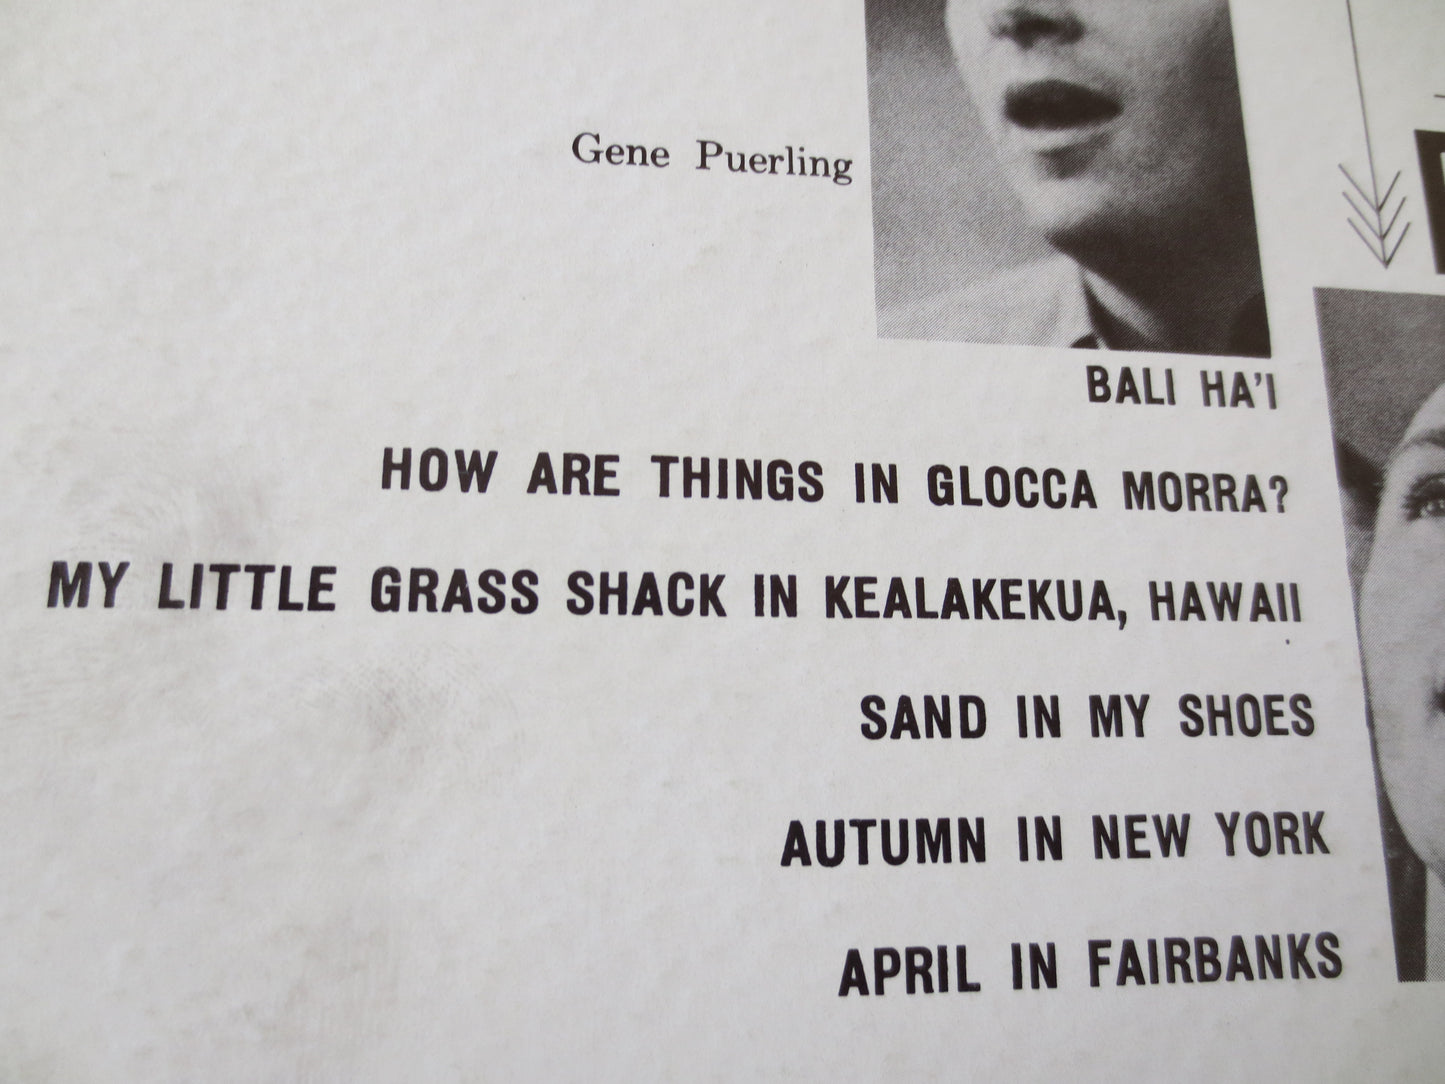 Gene Puerling
BALI HA'I
HOW ARE THINGS IN GLOCCA MORRA?
MY LITTLE GRASS SHACK IN KEALAKEKUA, HAWAII
SAND IN MY SHOES
AUTUMN IN NEW YORK
APRIL IN FAIRBANKS